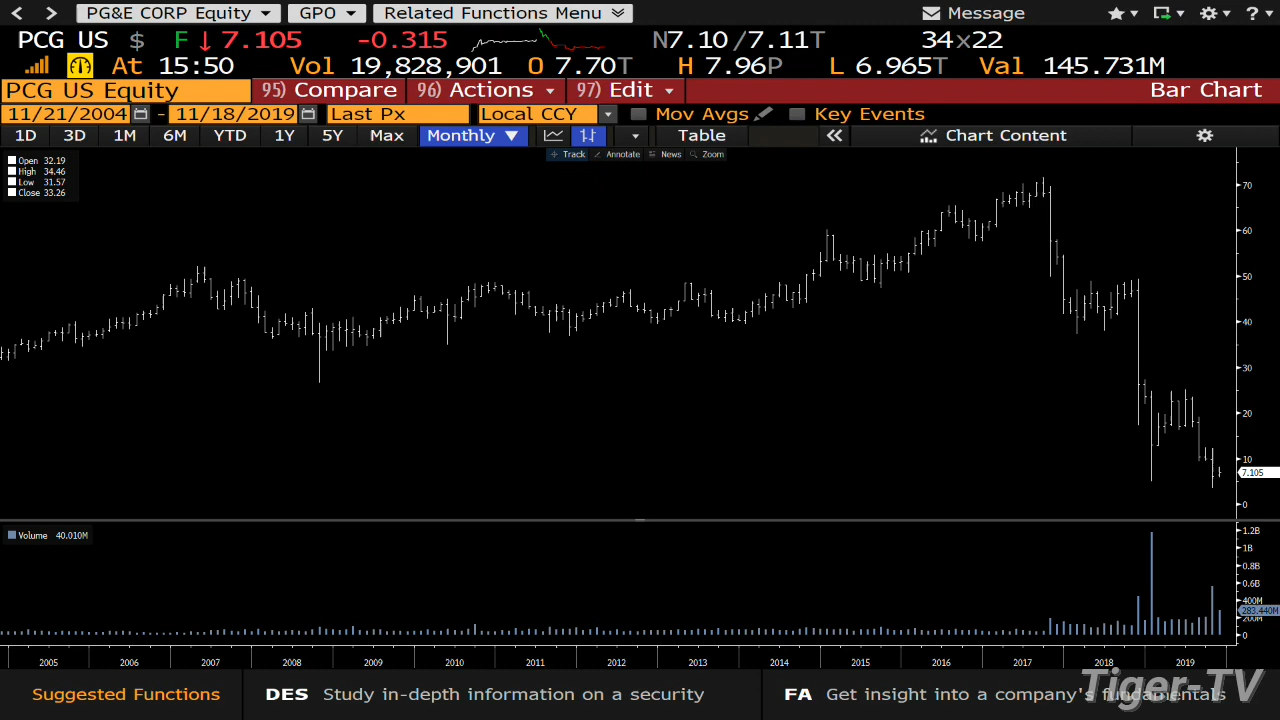 PG&E CORP Equity GPO Related Functions Menu Message
PCG US $ F 7.105 -0.315 N7.10 /7.11T 34×22
At 15:50 Vol 19,828,901 O 7.70T H 7.96P L 6.965T Val 145.731M
PCG US Equity 95) Compare 96) Actions 97) Edit Bar Chart
11/21/2004 - 11/18/2019 Last Px Local CCY Mov Avgs Key Events
1D 3D 1M 6M YTD 1Y 5Y Max Monthly Table Chart Content
Track Annotate News Zoom
Open 32.19
High 34.46
Low 31.57
Close 33.26
70
60
50
40
30
20
10
7.105
0
Volume 40.010M
1.2B
1B
0.8B
0.6B
400M
283.440M
200M
0
2005 2006 2007 2008 2009 2010 2011 2012 2013 2014 2015 2016 2017 2018 2019
Suggested Functions DES Study in-depth information on a security FA Get insight into a company's fundamentals
Tiger-TV